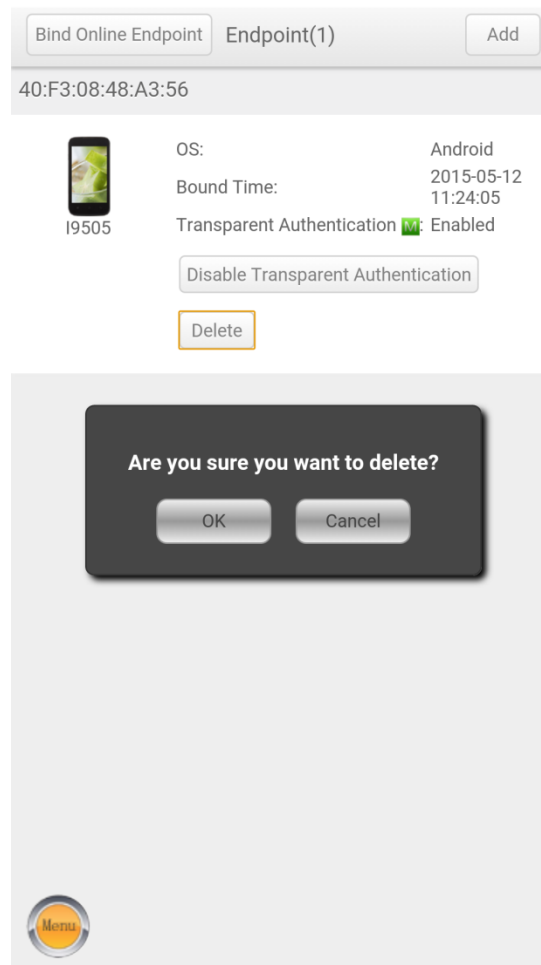 Bind Online Endpoint Endpoint(1) Add
40:F3:08:48:A3:56
OS: Android
Bound Time: 2015-05-12
11:24:05
I9505 Transparent Authentication M: Enabled
Disable Transparent Authentication
Delete
Are you sure you want to delete?
OK Cancel
Menu